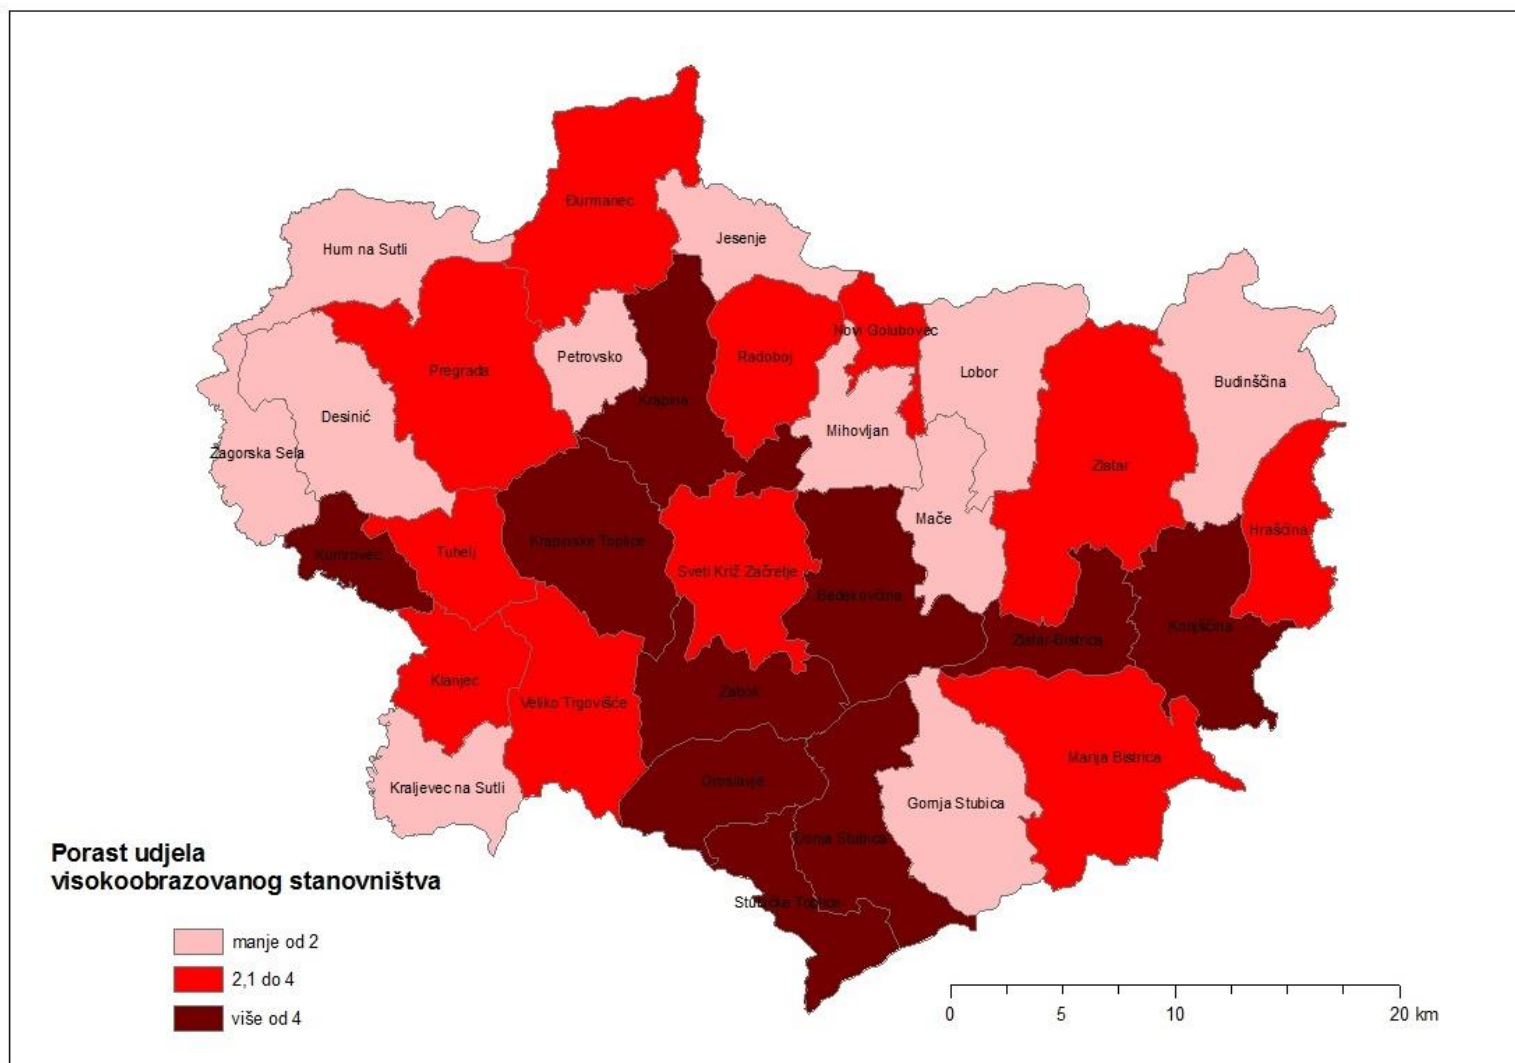 Đurmanec
Hum na Sutli
Jesenje
Novi Golubovec
Petrovsko
Radoboj
Pregrada
Lobor
Budinščina
Krapina
Desinić
Mihovljan
Žagorska Sela
Zlatar
Mače
Hrašćina
Kumrovec
Tuhelj
Krapinske Toplice
Sveti Križ Začretje
Bedekovčina
Zlatar-Bistrica
Konjščina
Klanjec
Veliko Trgovišće
Zabok
Marija Bistrica
Kraljevec na Sutli
Oroslavje
Gornja Stubica
Donja Stubica
Stubičke Toplice
Porast udjela
visokoobrazovanog stanovništva
manje od 2
2,1 do 4
više od 4
0 5 10 20 km